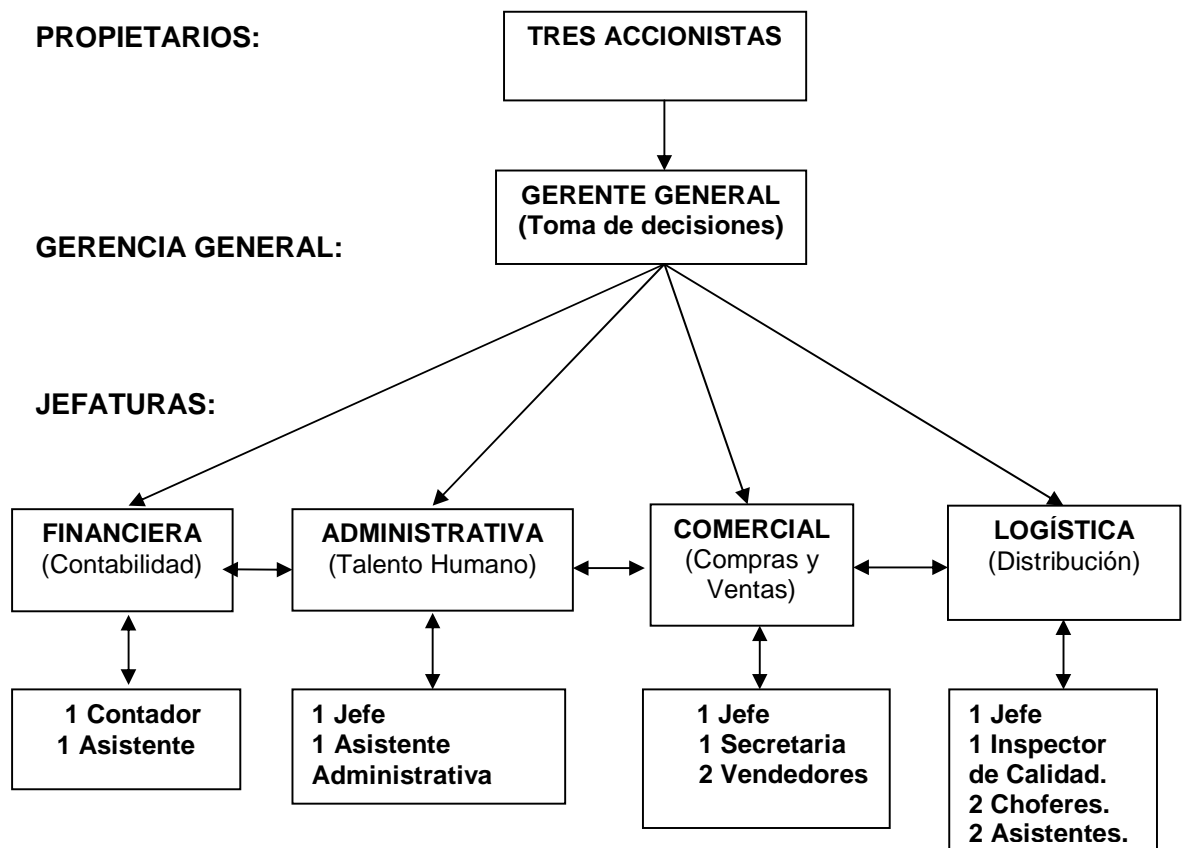 PROPIETARIOS:
TRES ACCIONISTAS
GERENTE GENERAL
(Toma de decisiones)
GERENCIA GENERAL:
JEFATURAS:
FINANCIERA
(Contabilidad)
ADMINISTRATIVA
(Talento Humano)
COMERCIAL
(Compras y
Ventas)
LOGÍSTICA
(Distribución)
1 Contador
1 Asistente
1 Jefe
1 Asistente
Administrativa
1 Jefe
1 Secretaria
2 Vendedores
1 Jefe
1 Inspector
de Calidad.
2 Choferes.
2 Asistentes.